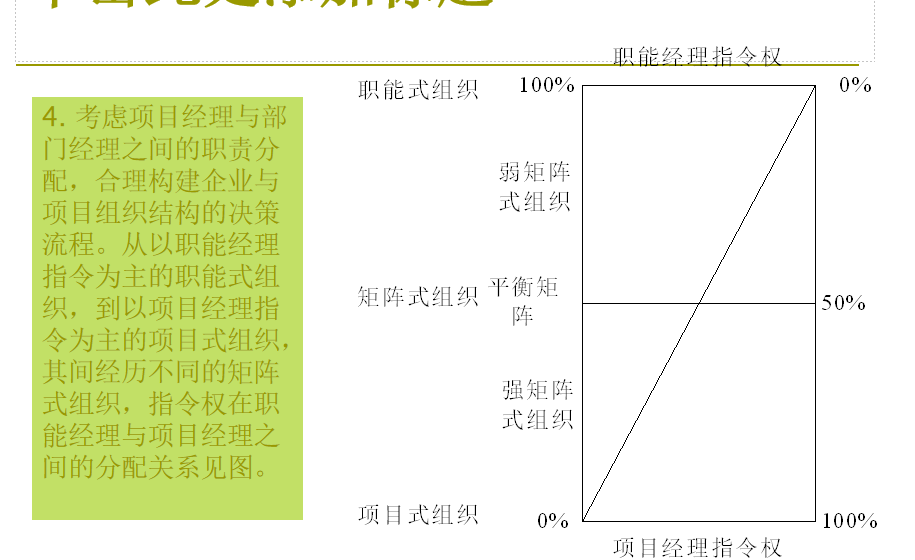 职能经理指令权
职能式组织
100%
0%
4. 考虑项目经理与部
门经理之间的职责分
配，合理构建企业与
项目组织结构的决策
流程。从以职能经理
指令为主的职能式组
织，到以项目经理指
令为主的项目式组织，
其间经历不同的矩阵
式组织，指令权在职
能经理与项目经理之
间的分配关系见图。
弱矩阵
式组织
矩阵式组织
平衡矩
阵
50%
强矩阵
式组织
项目式组织
0%
100%
项目经理指令权